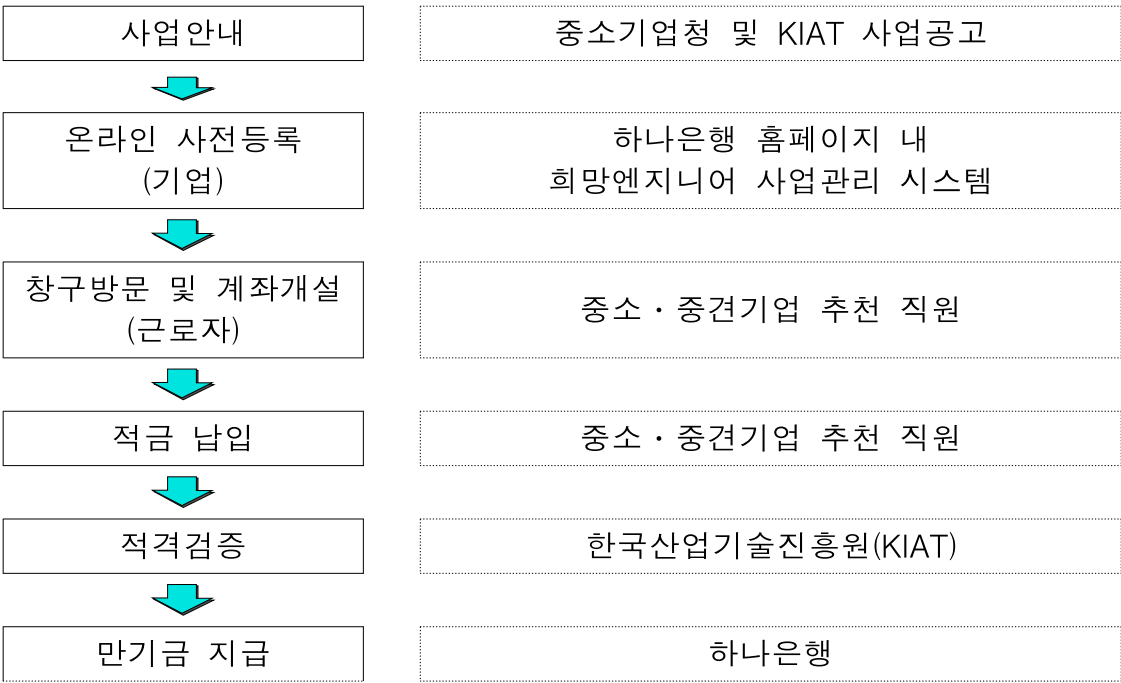 사업안내
중소기업청 및 KIAT 사업공고
온라인 사전등록
(기업)
하나은행 홈페이지 내
희망엔지니어 사업관리 시스템
창구방문 및 계좌개설
(근로자)
중소·중견기업 추천 직원
적금 납입
중소·중견기업 추천 직원
적격검증
한국산업기술진흥원(KIAT)
만기금 지급
하나은행